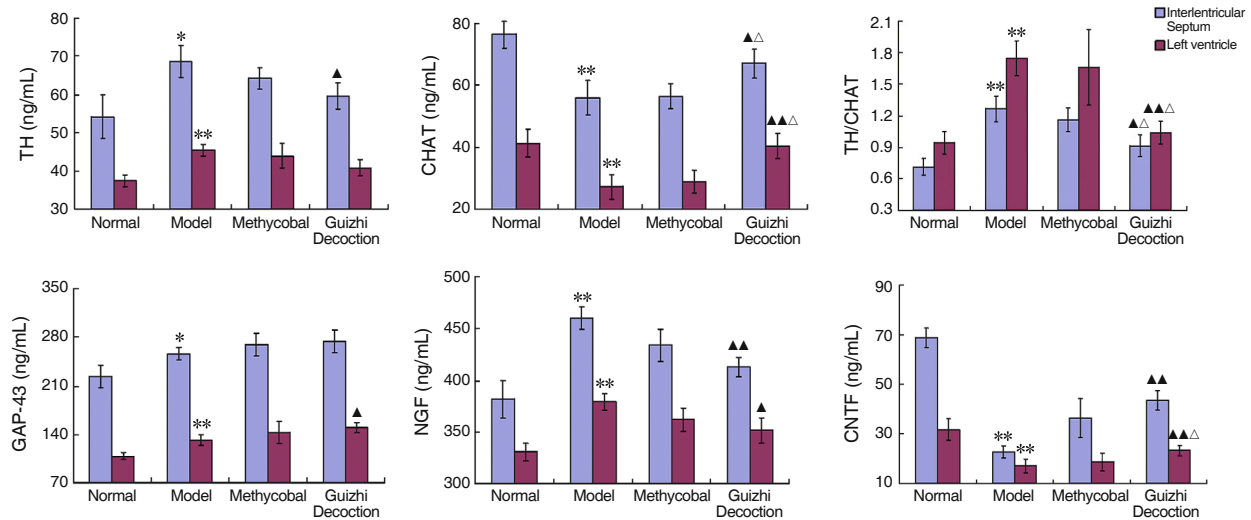 TH (ng/mL)
80
70
60
50
40
30
*
**
▲
Normal
Model
Methycobal
Guizhi
Decoction
CHAT (ng/mL)
80
60
40
20
**
**
▲△
▲▲△
Normal
Model
Methycobal
Guizhi
Decoction
TH/CHAT
2.1
1.8
1.5
1.2
0.9
0.6
0.3
**
**
▲△
▲▲△
Normal
Model
Methycobal
Guizhi
Decoction
Interlentricular
Septum
Left ventricle
GAP-43 (ng/mL)
350
280
210
140
70
*
**
▲
Normal
Model
Methycobal
Guizhi
Decoction
NGF (ng/mL)
500
450
400
350
300
**
**
▲▲
▲
Normal
Model
Methycobal
Guizhi
Decoction
CNTF (ng/mL)
90
70
50
30
10
**
**
▲▲
▲▲△
Normal
Model
Methycobal
Guizhi
Decoction